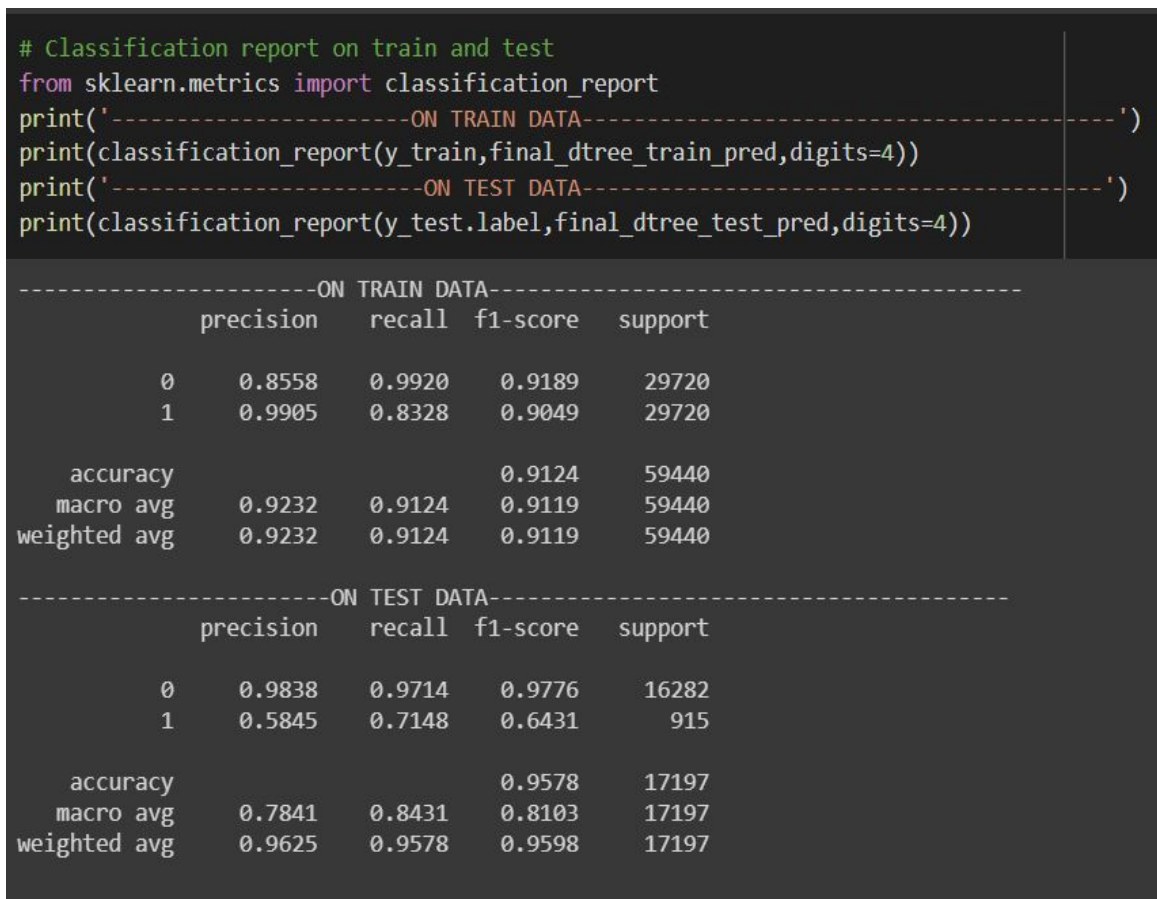 # Classification report on train and test
from sklearn.metrics import classification_report
print('-----------------------ON TRAIN DATA-----------------------------------------')
print(classification_report(y_train,final_dtree_train_pred,digits=4))
print('------------------------ON TEST DATA----------------------------------------')
print(classification_report(y_test.label,final_dtree_test_pred,digits=4))
-----------------------ON TRAIN DATA-----------------------------------------
precision recall f1-score support
0 0.8558 0.9920 0.9189 29720
1 0.9905 0.8328 0.9049 29720
accuracy 0.9124 59440
macro avg 0.9232 0.9124 0.9119 59440
weighted avg 0.9232 0.9124 0.9119 59440
------------------------ON TEST DATA----------------------------------------
precision recall f1-score support
0 0.9838 0.9714 0.9776 16282
1 0.5845 0.7148 0.6431 915
accuracy 0.9578 17197
macro avg 0.7841 0.8431 0.8103 17197
weighted avg 0.9625 0.9578 0.9598 17197